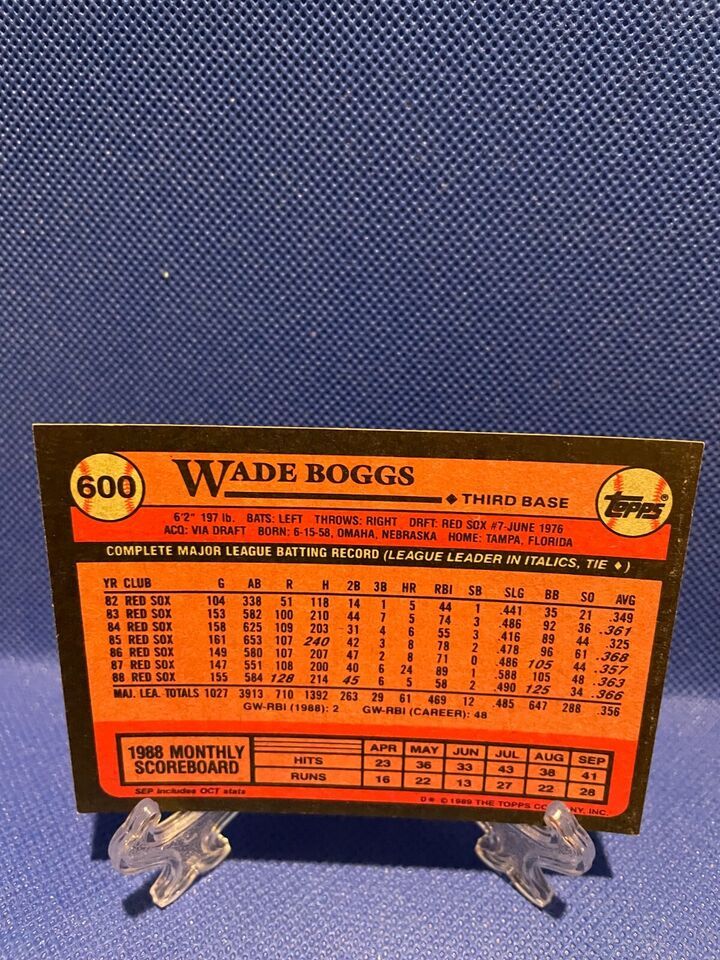 600 WADE BOGGS
THIRD BASE
TOPPS®
6'2" 197 lb. BATS: LEFT THROWS: RIGHT DRFT: RED SOX #7-JUNE 1976
ACQ: VIA DRAFT BORN: 6-15-58, OMAHA, NEBRASKA HOME: TAMPA, FLORIDA
COMPLETE MAJOR LEAGUE BATTING RECORD (LEAGUE LEADER IN ITALICS, TIE ♦)
YR CLUB G AB R H 2B 3B HR RBI SB SLG BB SO AVG
82 RED SOX 104 338 51 118 14 1 5 44 1 .441 35 21 .349
83 RED SOX 153 582 100 210 44 7 5 74 3 .486 92 36 .361
84 RED SOX 158 625 109 203 31 4 6 55 3 .416 89 44 .325
85 RED SOX 161 653 107 240 42 3 8 78 2 .478 96 61 .368
86 RED SOX 149 580 107 207 47 2 8 71 0 .486 105 44 .357
87 RED SOX 147 551 108 200 40 6 24 89 1 .588 105 48 .363
88 RED SOX 155 584 128 214 45 6 5 58 2 .490 125 34 .366
MAJ. LEA. TOTALS 1027 3913 710 1392 263 29 61 469 12 .485 647 288 .356
GW-RBI (1988): 2 GW-RBI (CAREER): 48
1988 MONTHLY SCOREBOARD
APR MAY JUN JUL AUG SEP
HITS 23 36 33 43 38 41
RUNS 16 22 13 27 22 28
SEP includes OCT stats
D* © 1989 THE TOPPS COMPANY, INC.